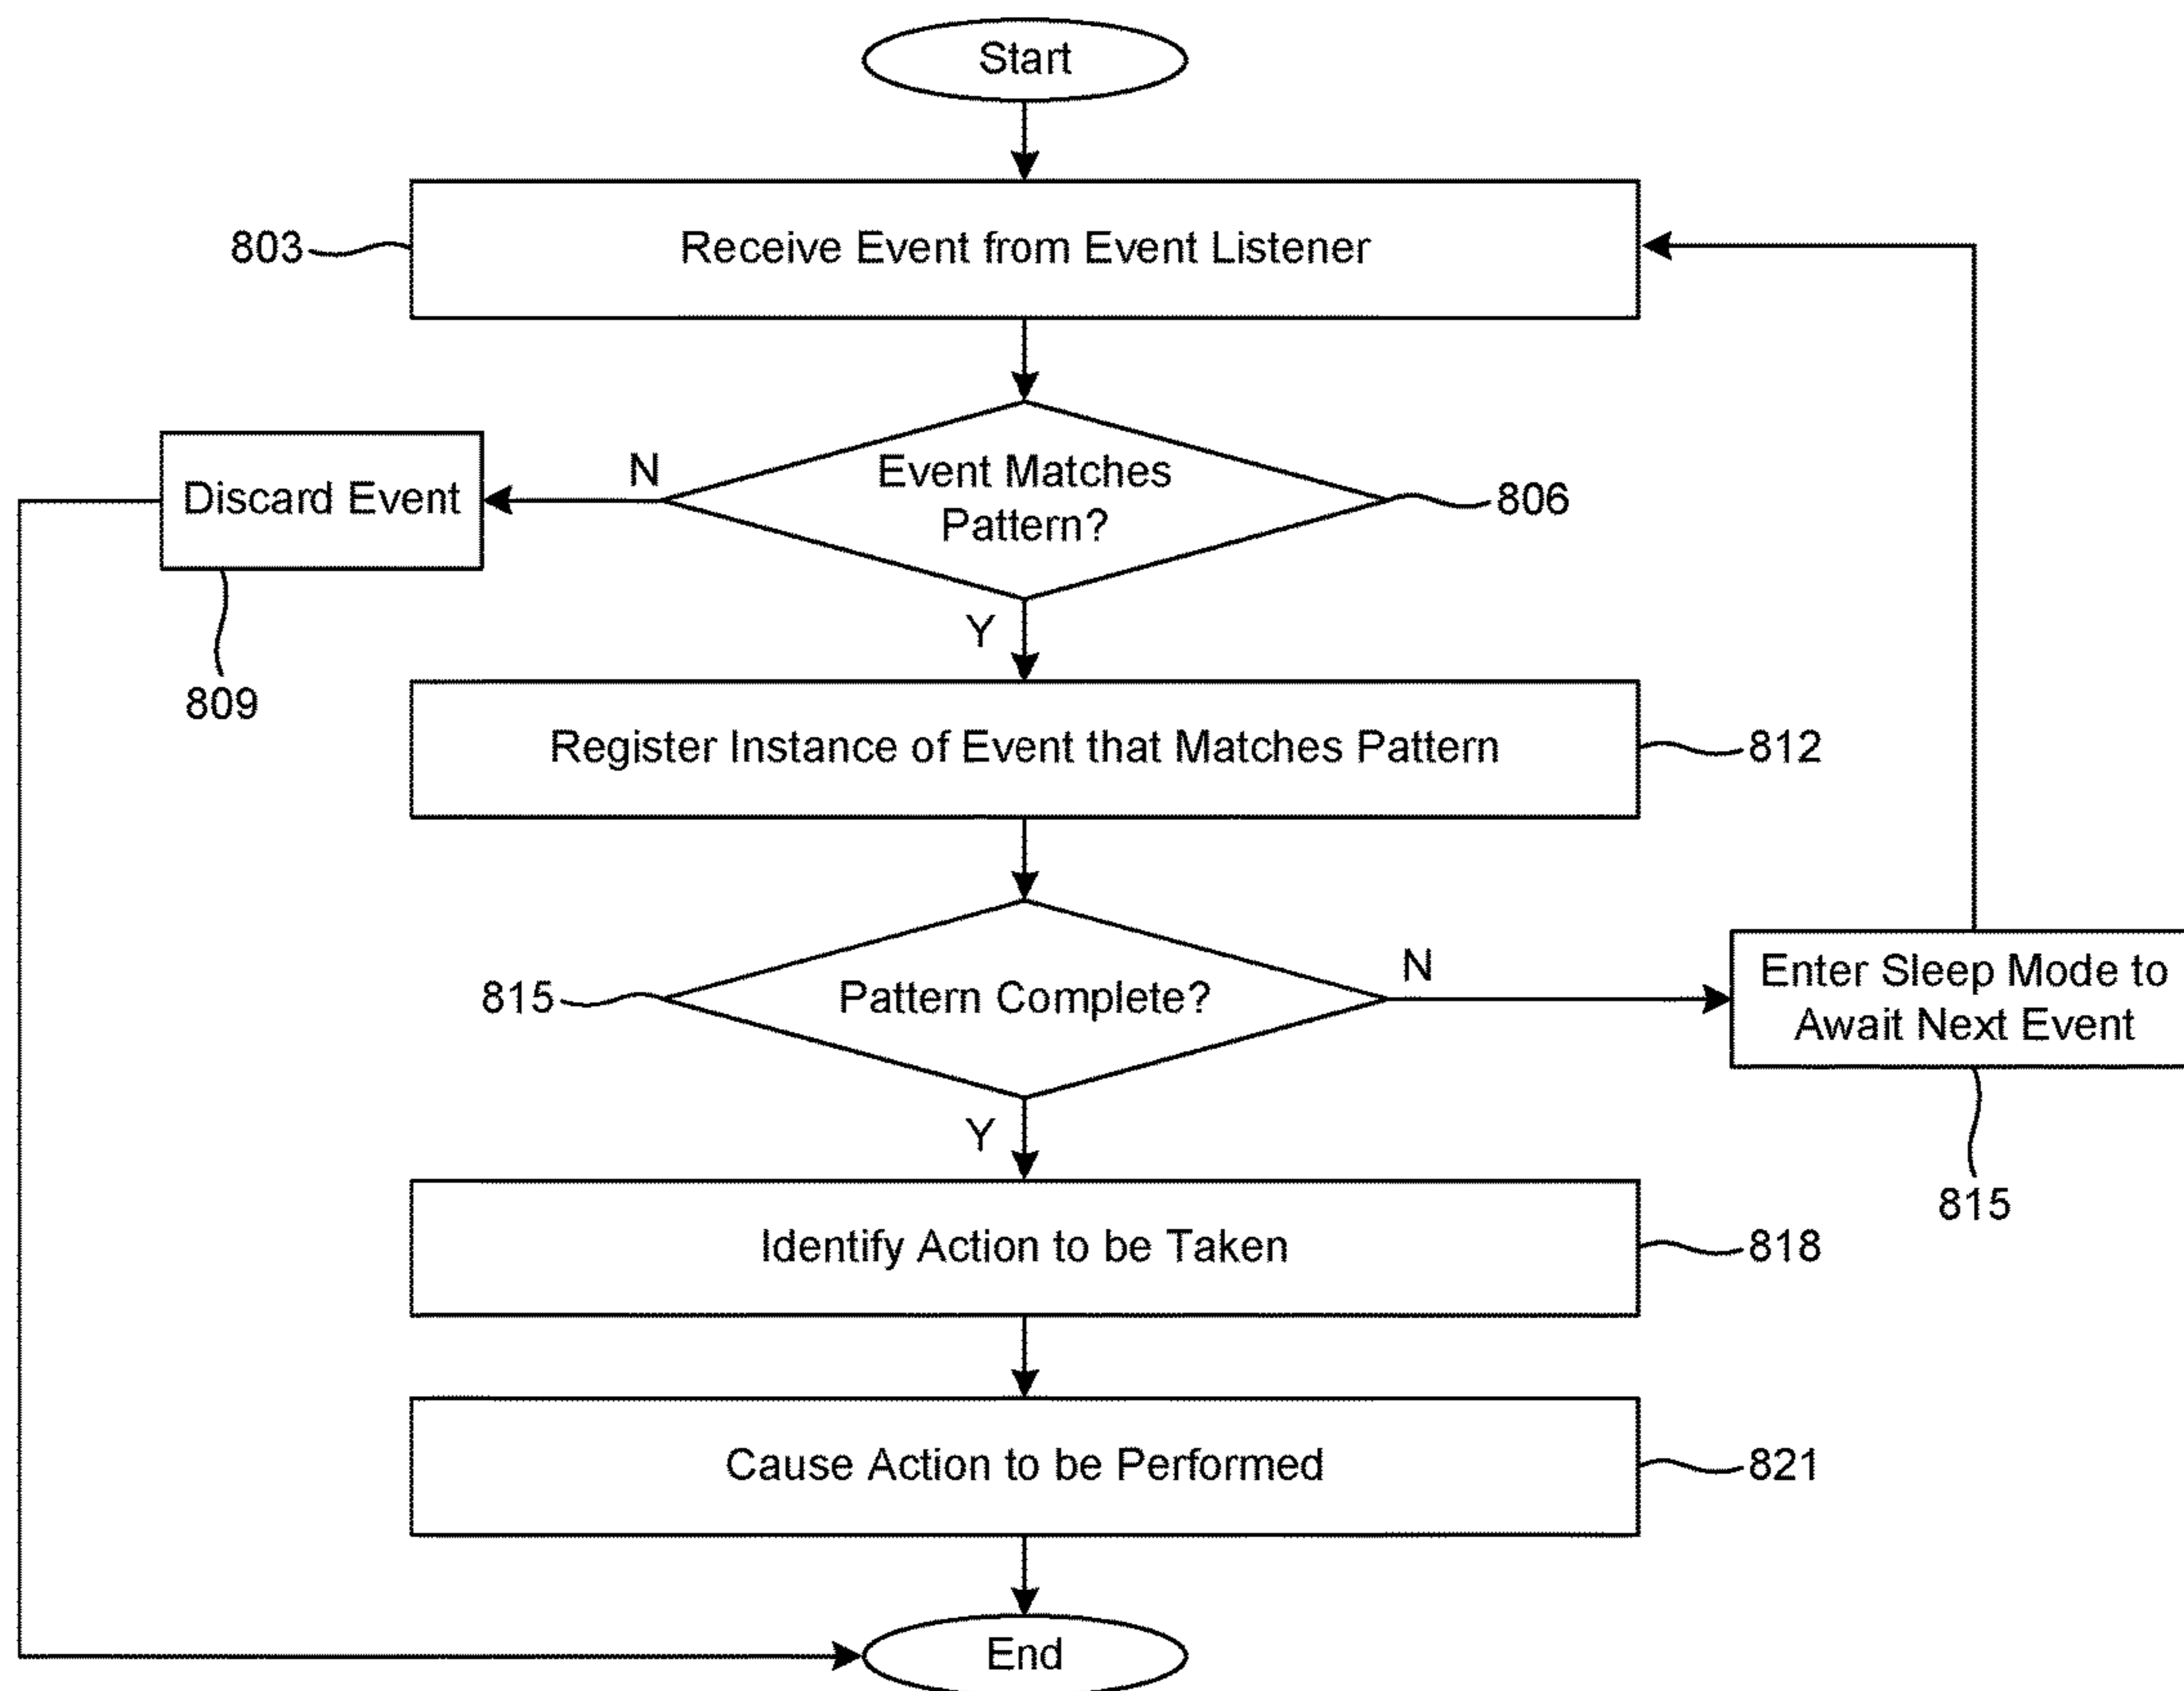 Start
803
Receive Event from Event Listener
N
Discard Event
Event Matches
Pattern?
806
809
Y
Register Instance of Event that Matches Pattern
812
815
Pattern Complete?
N
Enter Sleep Mode to
Await Next Event
815
Y
Identify Action to be Taken
818
Cause Action to be Performed
821
End